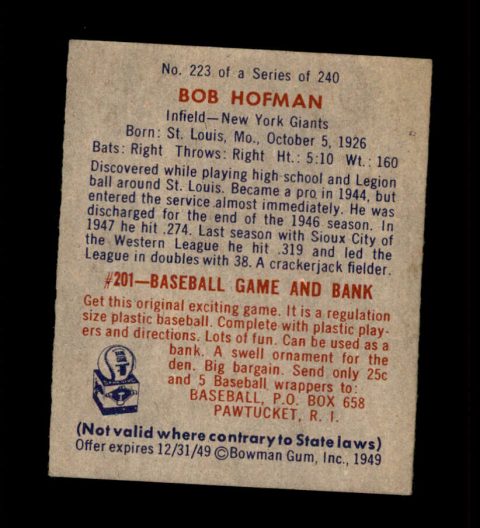 No. 223 of a Series of 240
BOB HOFMAN
Infield—New York Giants
Born: St. Louis, Mo., October 5, 1926
Bats: Right Throws: Right Ht.: 5:10 Wt.: 160
Discovered while playing high school and Legion
ball around St. Louis. Became a pro in 1944, but
entered the service almost immediately. He was
discharged for the end of the 1946 season. In
1947 he hit .274. Last season with Sioux City of
the Western League he hit .319 and led the
League in doubles with 38. A crackerjack fielder.
#201—BASEBALL GAME AND BANK
Get this original exciting game. It is a regulation
size plastic baseball. Complete with plastic play-
ers and directions. Lots of fun. Can be used as a
bank. A swell ornament for the
den. Big bargain. Send only 25c
and 5 Baseball wrappers to:
BASEBALL, P.O. BOX 658
PAWTUCKET, R. I.
(Not valid where contrary to State laws)
Offer expires 12/31/49 ©Bowman Gum, Inc., 1949